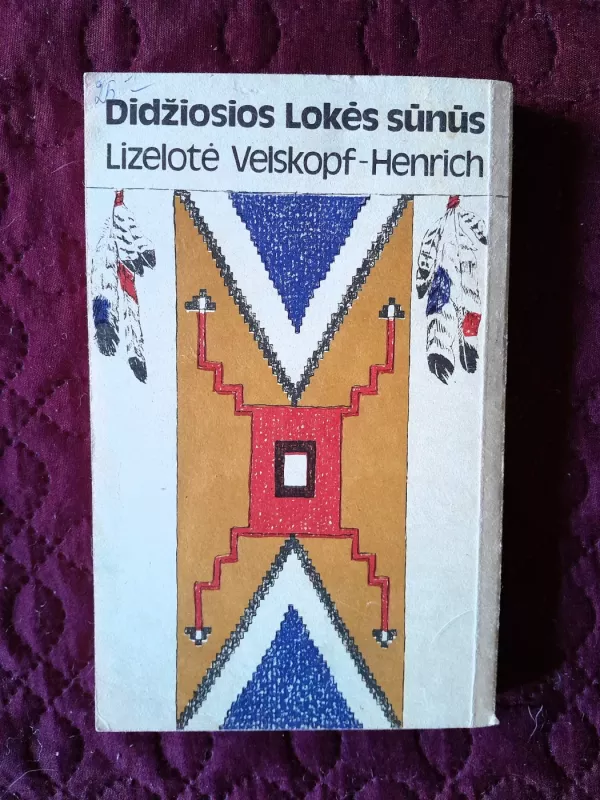 Didžiosios Lokės sūnūs
Lizelotė Velskopf-Henrich